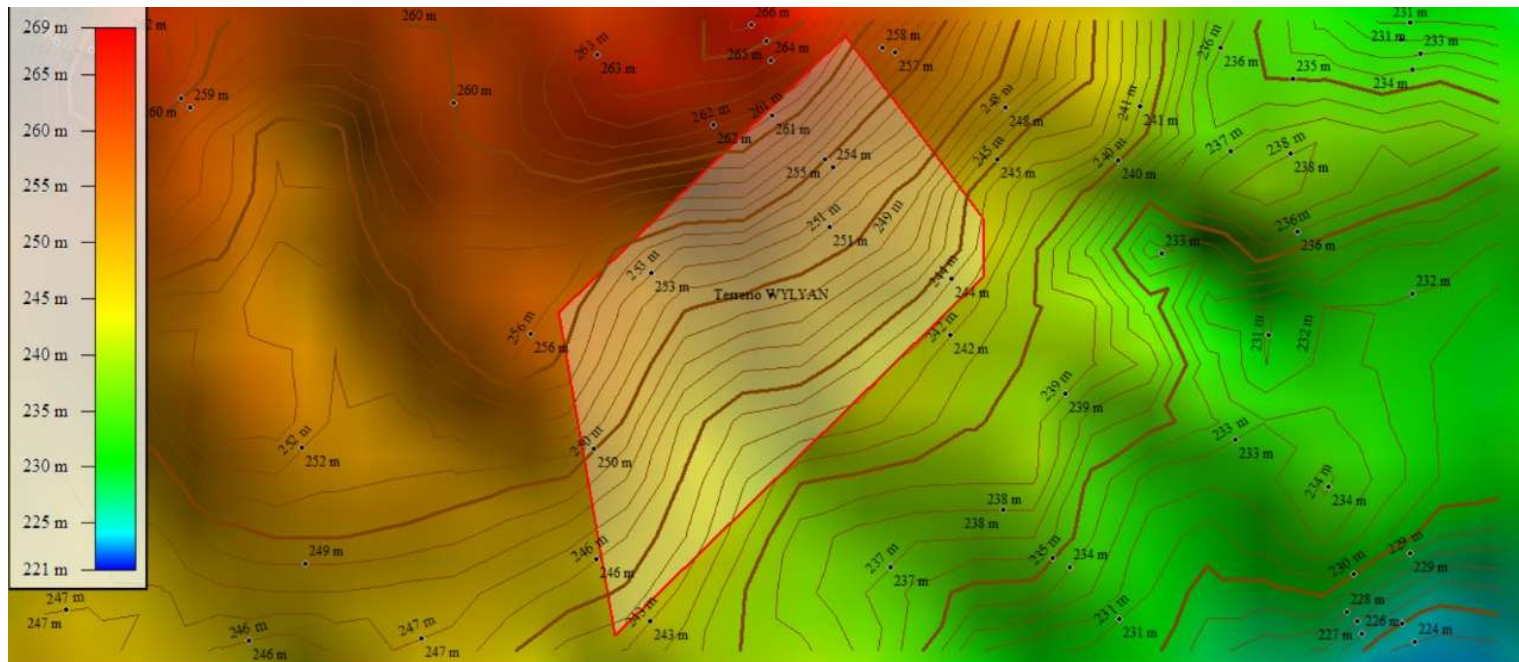 269 m
265 m
260 m
255 m
250 m
245 m
240 m
235 m
230 m
225 m
221 m
260 m
266 m
265 m
264 m
263 m
263 m
258 m
257 m
236 m
236 m
231 m
231 m
233 m
234 m
235 m
259 m
260 m
260 m
262 m
262 m
261 m
261 m
248 m
248 m
241 m
241 m
254 m
255 m
245 m
245 m
240 m
240 m
237 m
238 m
238 m
251 m
251 m
249 m
236 m
236 m
233 m
253 m
253 m
244 m
244 m
Terreno WYLYAN
232 m
256 m
256 m
242 m
242 m
231 m
232 m
239 m
239 m
252 m
252 m
250 m
250 m
233 m
233 m
234 m
234 m
238 m
238 m
249 m
246 m
246 m
237 m
237 m
235 m
234 m
230 m
229 m
229 m
247 m
247 m
246 m
246 m
247 m
247 m
243 m
243 m
231 m
231 m
228 m
226 m
227 m
224 m